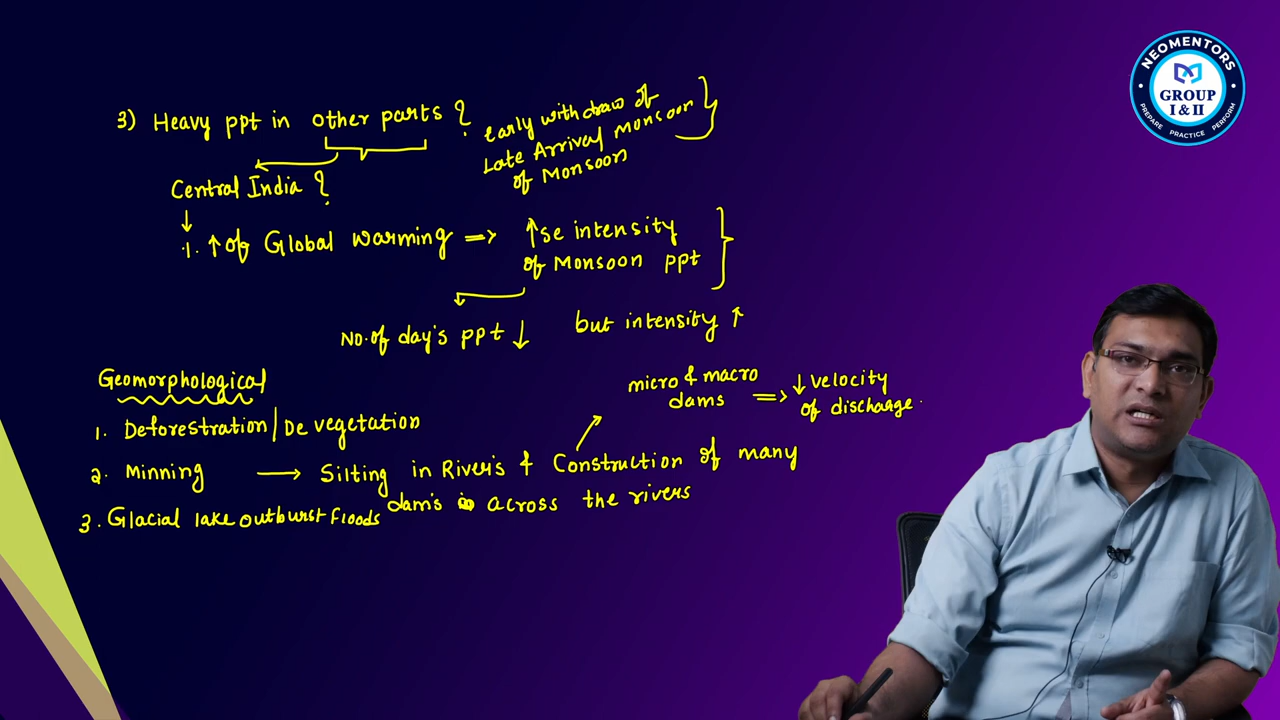 3) Heavy ppt in other parts ?
early withdraw of
Late Arrival monsoon
of Monsoon
Central India ?
1. ↑ of Global warming => ↑se intensity
of Monsoon ppt
No. of day's ppt ↓ but intensity ↑
Geomorphological
1. Deforestration/De vegetation
micro & macro
dams => ↓ velocity
of discharge.
2. Minning → Silting in River's & Construction of many
dam's across the rivers
3. Glacial lake outburst floods
NEOMENTORS
GROUP
I & II
PREPARE PRACTICE PERFORM